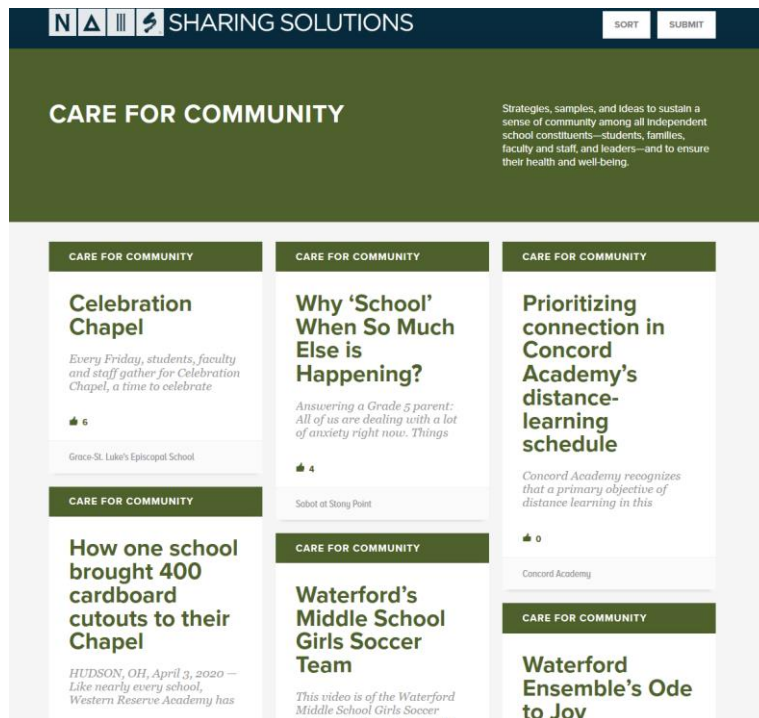 NAIS SHARING SOLUTIONS
SORT
SUBMIT
CARE FOR COMMUNITY
Strategies, samples, and ideas to sustain a
sense of community among all independent
school constituents—students, families,
faculty and staff, and leaders—and to ensure
their health and well-being.
CARE FOR COMMUNITY
Celebration
Chapel
Every Friday, students, faculty
and staff gather for Celebration
Chapel, a time to celebrate
6
Grace-St. Luke's Episcopal School
CARE FOR COMMUNITY
How one school
brought 400
cardboard
cutouts to their
Chapel
HUDSON, OH, April 3, 2020 —
Like nearly every school,
Western Reserve Academy has
CARE FOR COMMUNITY
Why ‘School’
When So Much
Else is
Happening?
Answering a Grade 5 parent:
All of us are dealing with a lot
of anxiety right now. Things
4
Sabot at Stony Point
CARE FOR COMMUNITY
Waterford’s
Middle School
Girls Soccer
Team
This video is of the Waterford
Middle School Girls Soccer
CARE FOR COMMUNITY
Prioritizing
connection in
Concord
Academy’s
distance-
learning
schedule
Concord Academy recognizes
that a primary objective of
distance learning in this
0
Concord Academy
CARE FOR COMMUNITY
Waterford
Ensemble’s Ode
to Joy